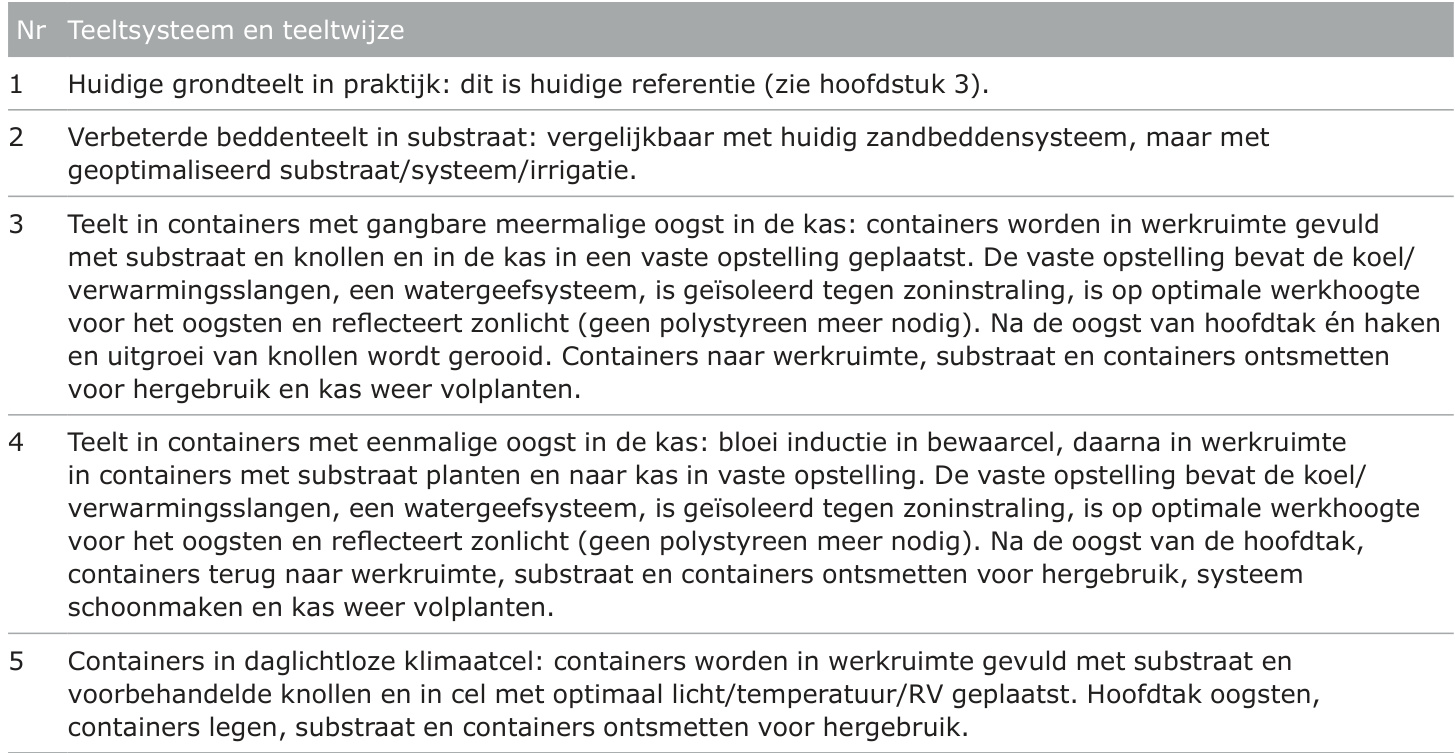 Nr Teeltsysteem en teeltwijze
1 Huidige grondteelt in praktijk: dit is huidige referentie (zie hoofdstuk 3).
2 Verbeterde beddenteelt in substraat: vergelijkbaar met huidig zandbeddensysteem, maar met
geoptimaliseerd substraat/systeem/irrigatie.
3 Teelt in containers met gangbare meermalige oogst in de kas: containers worden in werkruimte gevuld
met substraat en knollen en in de kas in een vaste opstelling geplaatst. De vaste opstelling bevat de koel/
verwarmingsslangen, een watergeefsysteem, is geïsoleerd tegen zoninstraling, is op optimale werkhoogte
voor het oogsten en reflecteert zonlicht (geen polystyreen meer nodig). Na de oogst van hoofdtak én haken
en uitgroei van knollen wordt gerooid. Containers naar werkruimte, substraat en containers ontsmetten
voor hergebruik en kas weer volplanten.
4 Teelt in containers met eenmalige oogst in de kas: bloei inductie in bewaarcel, daarna in werkruimte
in containers met substraat planten en naar kas in vaste opstelling. De vaste opstelling bevat de koel/
verwarmingsslangen, een watergeefsysteem, is geïsoleerd tegen zoninstraling, is op optimale werkhoogte
voor het oogsten en reflecteert zonlicht (geen polystyreen meer nodig). Na de oogst van de hoofdtak,
containers terug naar werkruimte, substraat en containers ontsmetten voor hergebruik, systeem
schoonmaken en kas weer volplanten.
5 Containers in daglichtloze klimaatcel: containers worden in werkruimte gevuld met substraat en
voorbehandelde knollen en in cel met optimaal licht/temperatuur/RV geplaatst. Hoofdtak oogsten,
containers legen, substraat en containers ontsmetten voor hergebruik.